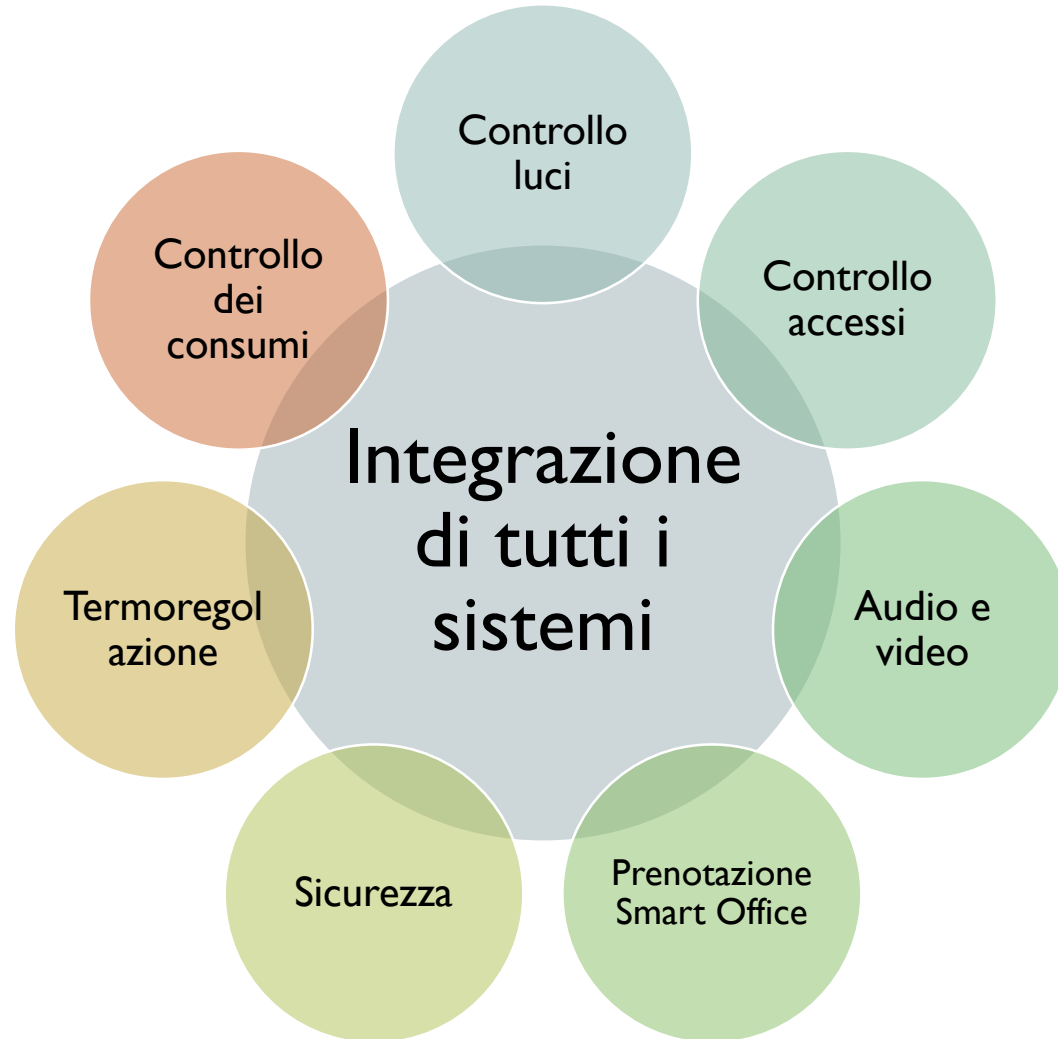 Controllo
luci
Controllo
accessi
Audio e
video
Prenotazione
Smart Office
Sicurezza
Termoregol
azione
Controllo
dei
consumi
Integrazione
di tutti i
sistemi